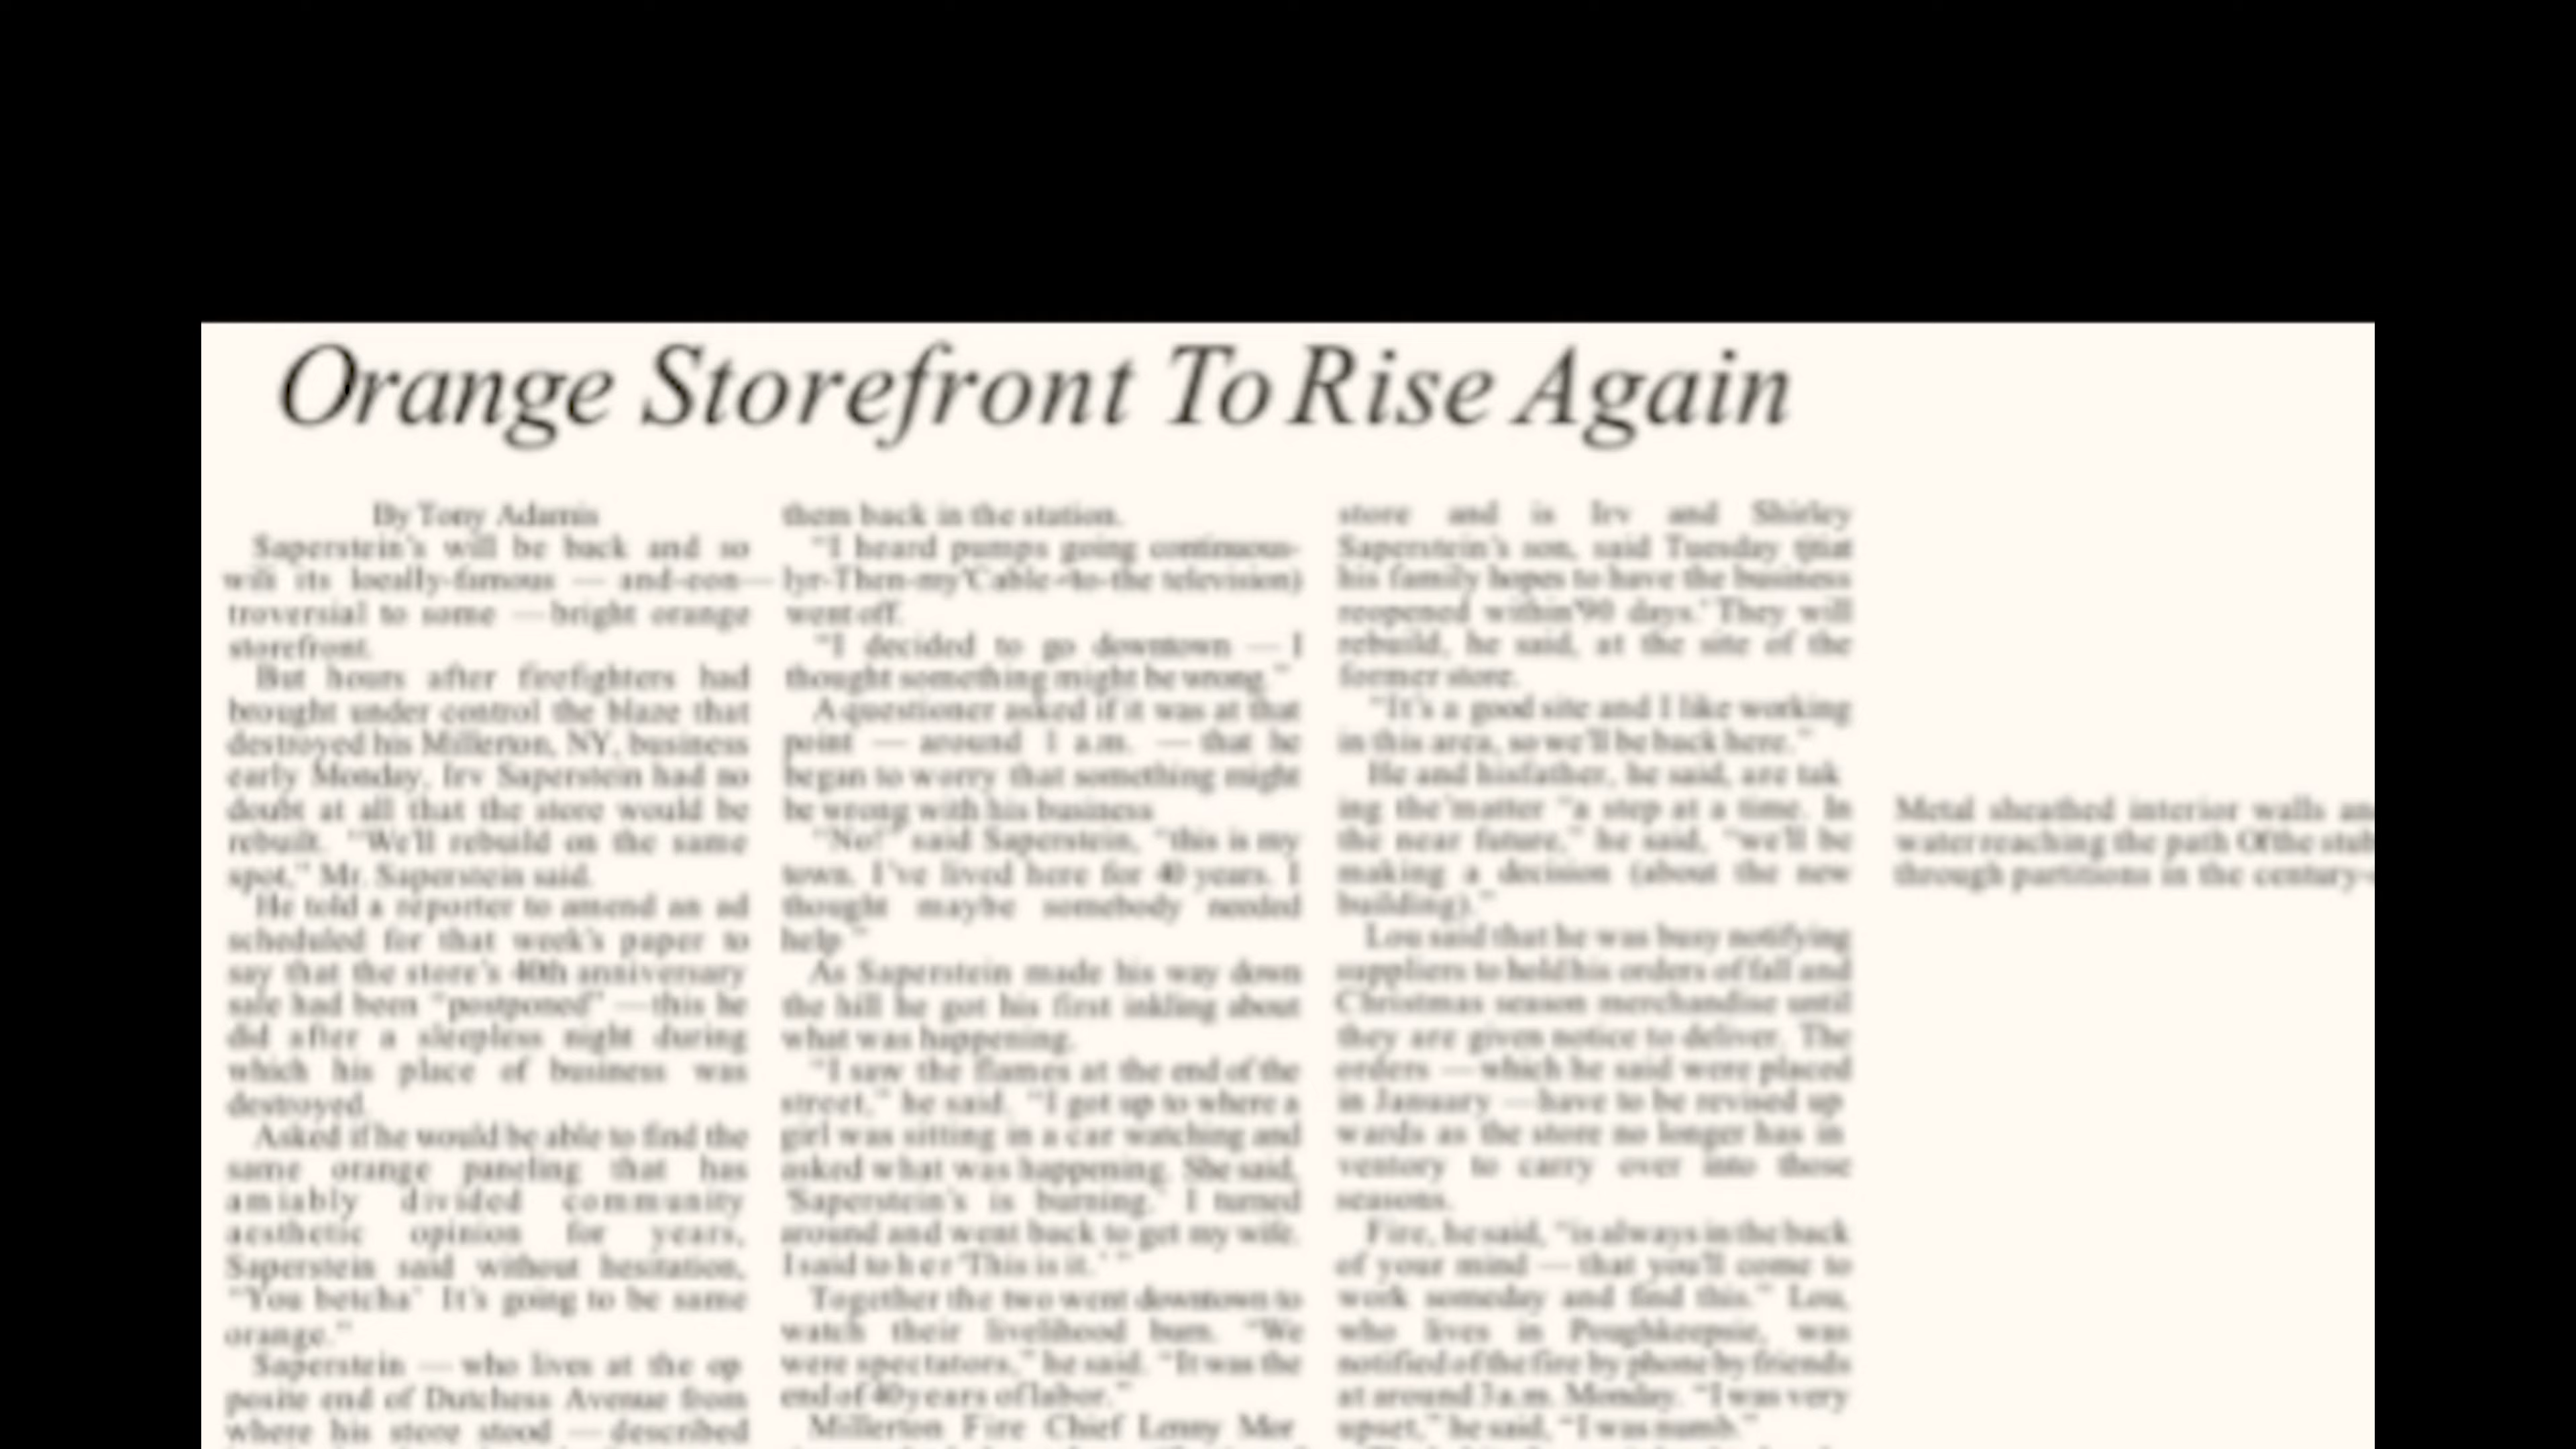 Orange Storefront To Rise Again
By Tony Adamis
Saperstein's will be back and so
will its locally-famous — and-con—
troversial to some — bright orange
storefront.
But hours after firefighters had
brought under control the blaze that
destroyed his Millerton, NY, business
early Monday, Irv Saperstein had no
doubt at all that the store would be
rebuilt. "We'll rebuild on the same
spot," Mr. Saperstein said.
He told a reporter to amend an ad
scheduled for that week's paper to
say that the store's 40th anniversary
sale had been "postponed" — this he
did after a sleepless night during
which his place of business was
destroyed.
Asked if he would be able to find the
same orange paneling that has
amiably divided community
aesthetic opinion for years,
Saperstein said without hesitation,
"You betcha' It's going to be same
orange."
Saperstein — who lives at the op
posite end of Dutchess Avenue from
where his store stood — described
them back in the station.
"I heard pumps going continuous-
lyr-Then-my'Cable-to-the television)
went off.
"I decided to go downtown — I
thought something might be wrong."
A questioner asked if it was at that
point — around 1 a.m. — that he
began to worry that something might
be wrong with his business
"No!" said Saperstein, "this is my
town. I've lived here for 40 years. I
thought maybe somebody needed
help"
As Saperstein made his way down
the hill he got his first inkling about
what was happening.
"I saw the flames at the end of the
street," he said. "I got up to where a
girl was sitting in a car watching and
asked what was happening. She said,
'Saperstein's is burning.' I turned
around and went back to get my wife.
I said to her 'This is it.' "
Together the two went downtown to
watch their livelihood burn. "We
were spectators," he said. "It was the
end of 40 years of labor."
Millerton Fire Chief Lenny Mor
store and is Irv and Shirley
Saperstein's son, said Tuesday tjtiat
his family hopes to have the business
reopened within'90 days.' They will
rebuild, he said, at the site of the
former store.
"It's a good site and I like working
in this area, so we'll be back here."
He and hisfather, he said, are tak
ing the'matter "a step at a time. In
the near future," he said, "we'll be
making a decision (about the new
building)."
Lou said that he was busy notifying
suppliers to hold his orders of fall and
Christmas season merchandise until
they are given notice to deliver. The
orders — which he said were placed
in January — have to be revised up
wards as the store no longer has in
ventory to carry over into those
seasons.
Fire, he said, "is always in the back
of your mind — that you'll come to
work someday and find this." Lou,
who lives in Poughkeepsie, was
notified of the fire by phone by friends
at around 3 a.m. Monday. "I was very
upset," he said, "I was numb."
Metal sheathed interior walls an
water reaching the path Of the stub
through partitions in the century-